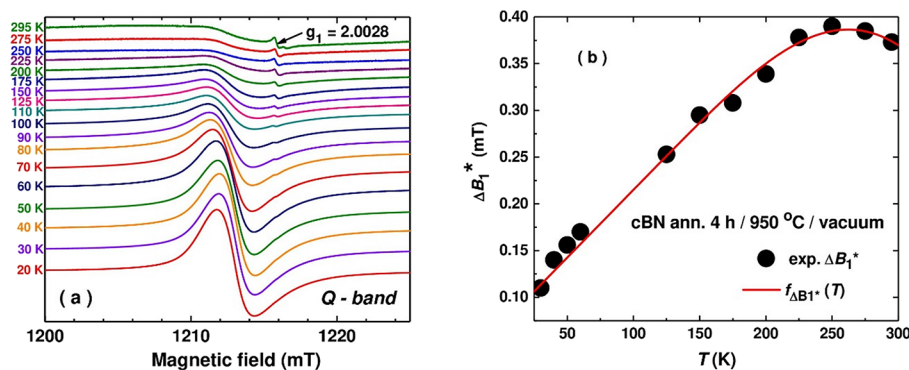 295 K
275 K
250 K
225 K
200 K
175 K
150 K
125 K
110 K
100 K
90 K
80 K
70 K
60 K
50 K
40 K
30 K
20 K
g1 = 2.0028
( a )
Q - band
1200
1210
1220
Magnetic field (mT)
0.40
0.35
0.30
0.25
0.20
0.15
0.10
ΔB1* (mT)
( b )
cBN ann. 4 h / 950 °C / vacuum
exp. ΔB1*
fΔB1* (T)
50
100
150
200
250
300
T (K)